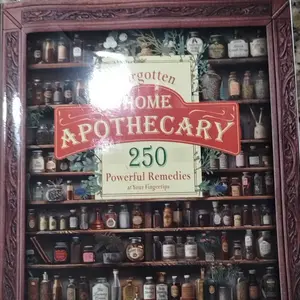 Forgotten
HOME
APOTHECARY
250
Powerful Remedies
at Your Fingertips